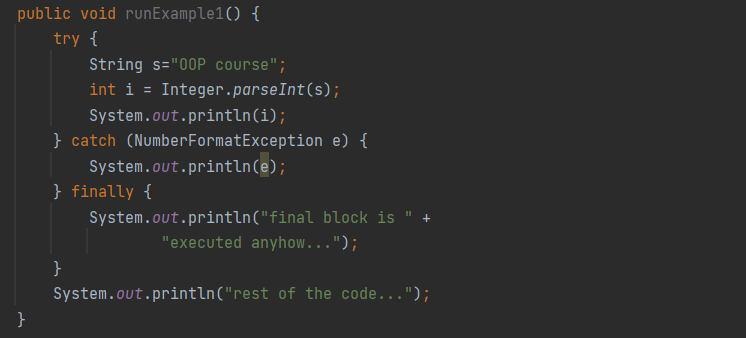 public void runExample1() {
try {
String s="OOP course";
int i = Integer.parseInt(s);
System.out.println(i);
} catch (NumberFormatException e) {
System.out.println(e);
} finally {
System.out.println("final block is " +
"executed anyhow...");
}
System.out.println("rest of the code...");
}